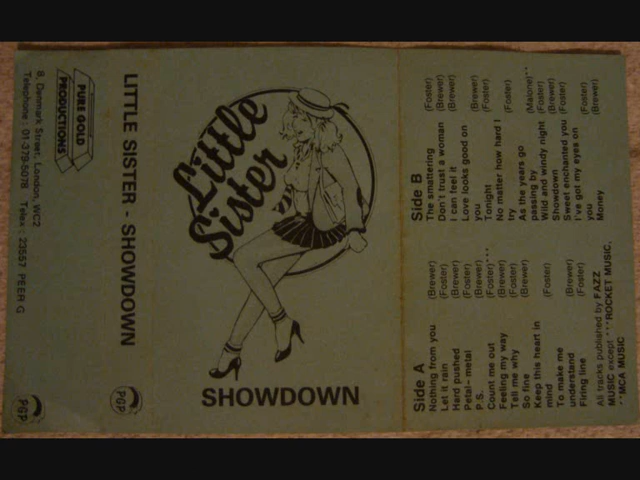 PURE GOLD
PRODUCTIONS
8, Denmark Street, London, WC2
Telephone: 01-379-5078 Telex: 23557 PEER G
PGP
LITTLE SISTER - SHOWDOWN
PGP
Little
Sister
SHOWDOWN
Side A
Nothing from you (Brewer)
Let it rain (Foster)
Hard pushed (Brewer)
Petal-metal (Foster)
P.S. (Brewer)
Count me out (Foster)***
Feeling my way (Brewer)
Tell me why (Foster)
So fine (Brewer)
Keep this heart in
mind (Foster)
To make me
understand (Brewer)
Firing line (Foster)
All tracks published by FAZZ
MUSIC except ***ROCKET MUSIC,
**MCA MUSIC
Side B
The smattering (Foster)
Don't trust a woman (Brewer)
I can feel it (Brewer)
Love looks good on
you (Brewer)
Tonight (Foster)
No matter how hard I
try (Foster)
As the years go
passing by (Malone)**
Wild and windy night (Foster)
Showdown (Brewer)
Sweet enchanted you (Foster)
I've got my eyes on
you (Foster)
Money (Brewer)